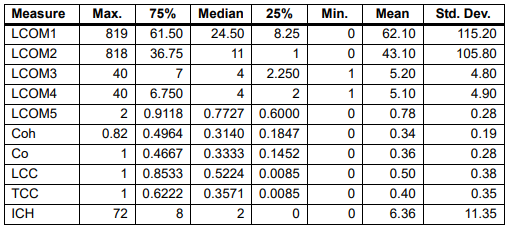 Measure Max. 75% Median 25% Min. Mean Std. Dev.
LCOM1 819 61.50 24.50 8.25 0 62.10 115.20
LCOM2 818 36.75 11 1 0 43.10 105.80
LCOM3 40 7 4 2.250 1 5.20 4.80
LCOM4 40 6.750 4 2 1 5.10 4.90
LCOM5 2 0.9118 0.7727 0.6000 0 0.78 0.28
Coh 0.82 0.4964 0.3140 0.1847 0 0.34 0.19
Co 1 0.4667 0.3333 0.1452 0 0.36 0.28
LCC 1 0.8533 0.5224 0.0085 0 0.50 0.38
TCC 1 0.6222 0.3571 0.0085 0 0.40 0.35
ICH 72 8 2 0 0 6.36 11.35